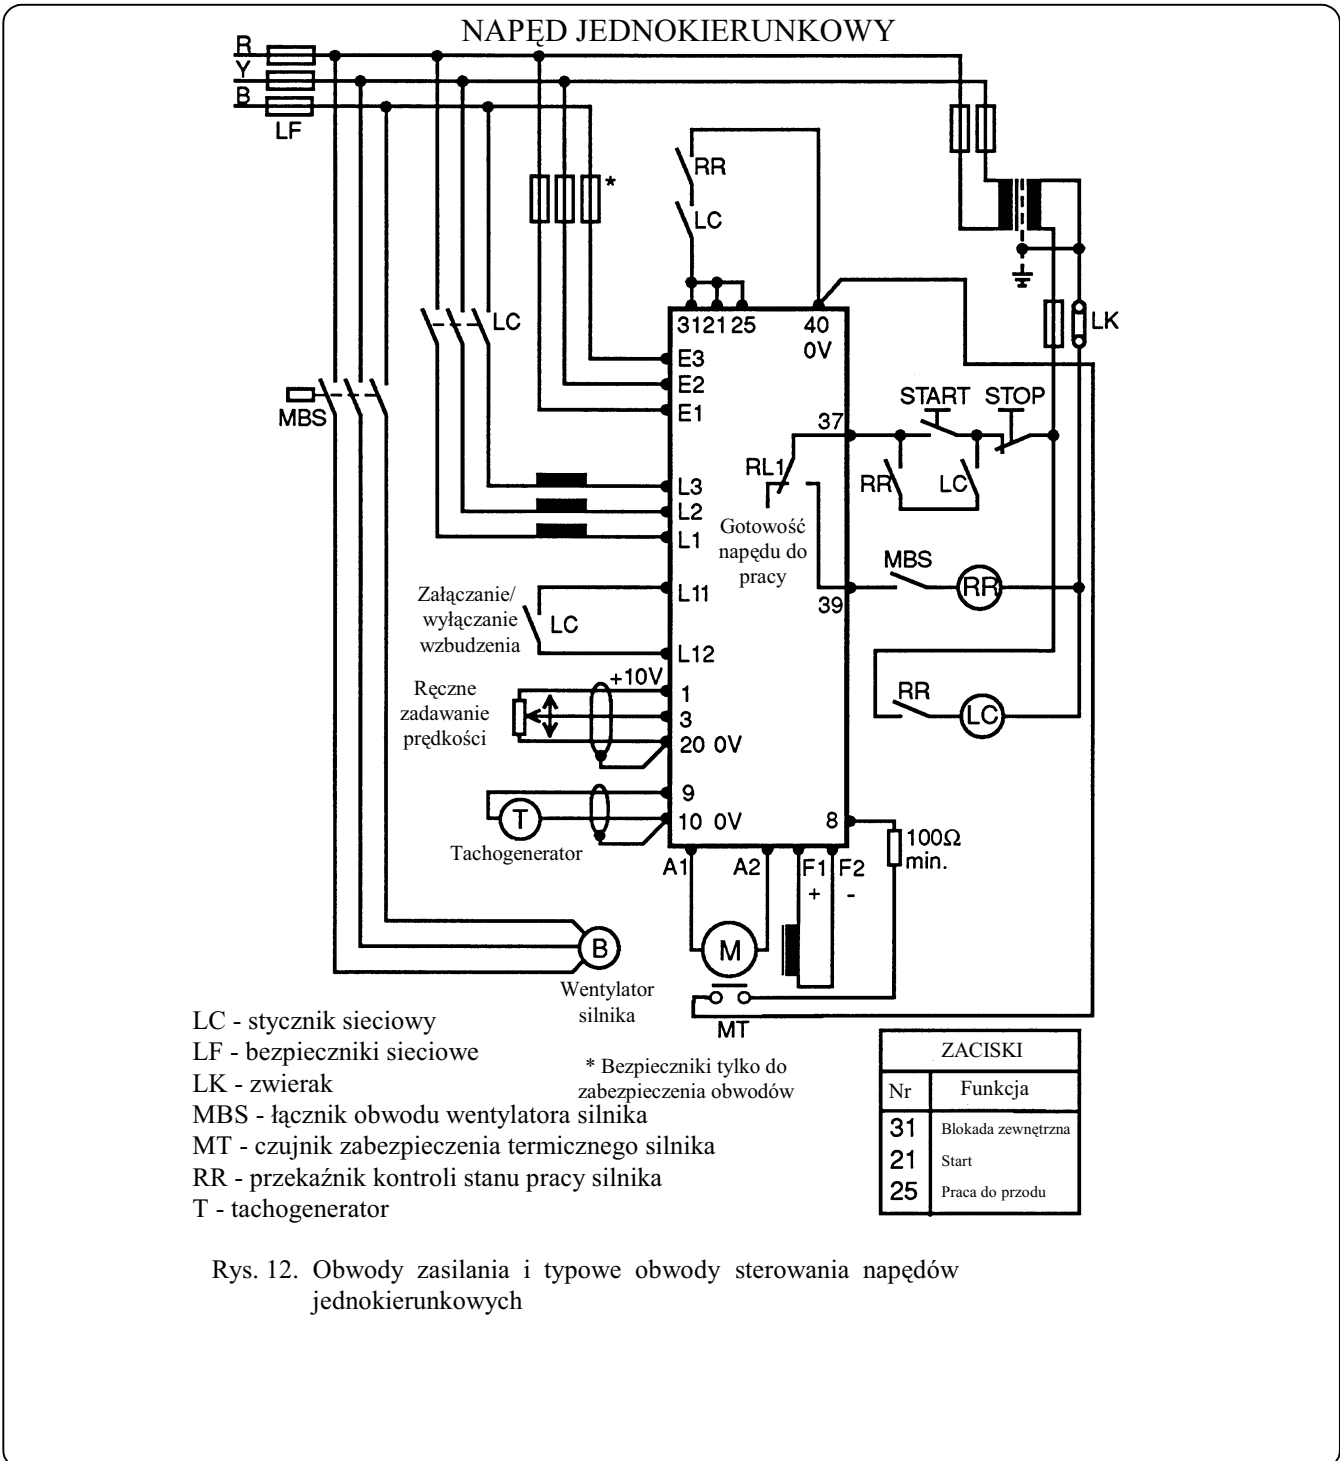 NAPĘD JEDNOKIERUNKOWY
R
Y
B
LF
*
RR
LC
LC
LK
31 21 25
40
0V
E3
E2
E1
MBS
START STOP
37
RL1
RR
LC
L3
L2
L1
Gotowość
napędu do
pracy
MBS
RR
39
Załączanie/
wyłączanie
wzbudzenia
LC
L11
L12
+10V
Ręczne
zadawanie
prędkości
1
3
20 0V
RR
LC
9
10 0V
T
Tachogenerator
8
100Ω
min.
A1
A2
F1
F2
+
-
M
B
Wentylator
silnika
MT
LC - stycznik sieciowy
LF - bezpieczniki sieciowe
LK - zwierak
MBS - łącznik obwodu wentylatora silnika
MT - czujnik zabezpieczenia termicznego silnika
RR - przekaźnik kontroli stanu pracy silnika
T - tachogenerator
* Bezpieczniki tylko do
zabezpieczenia obwodów
ZACISKI
Nr Funkcja
31 Blokada zewnętrzna
21 Start
25 Praca do przodu
Rys. 12. Obwody zasilania i typowe obwody sterowania napędów
jednokierunkowych